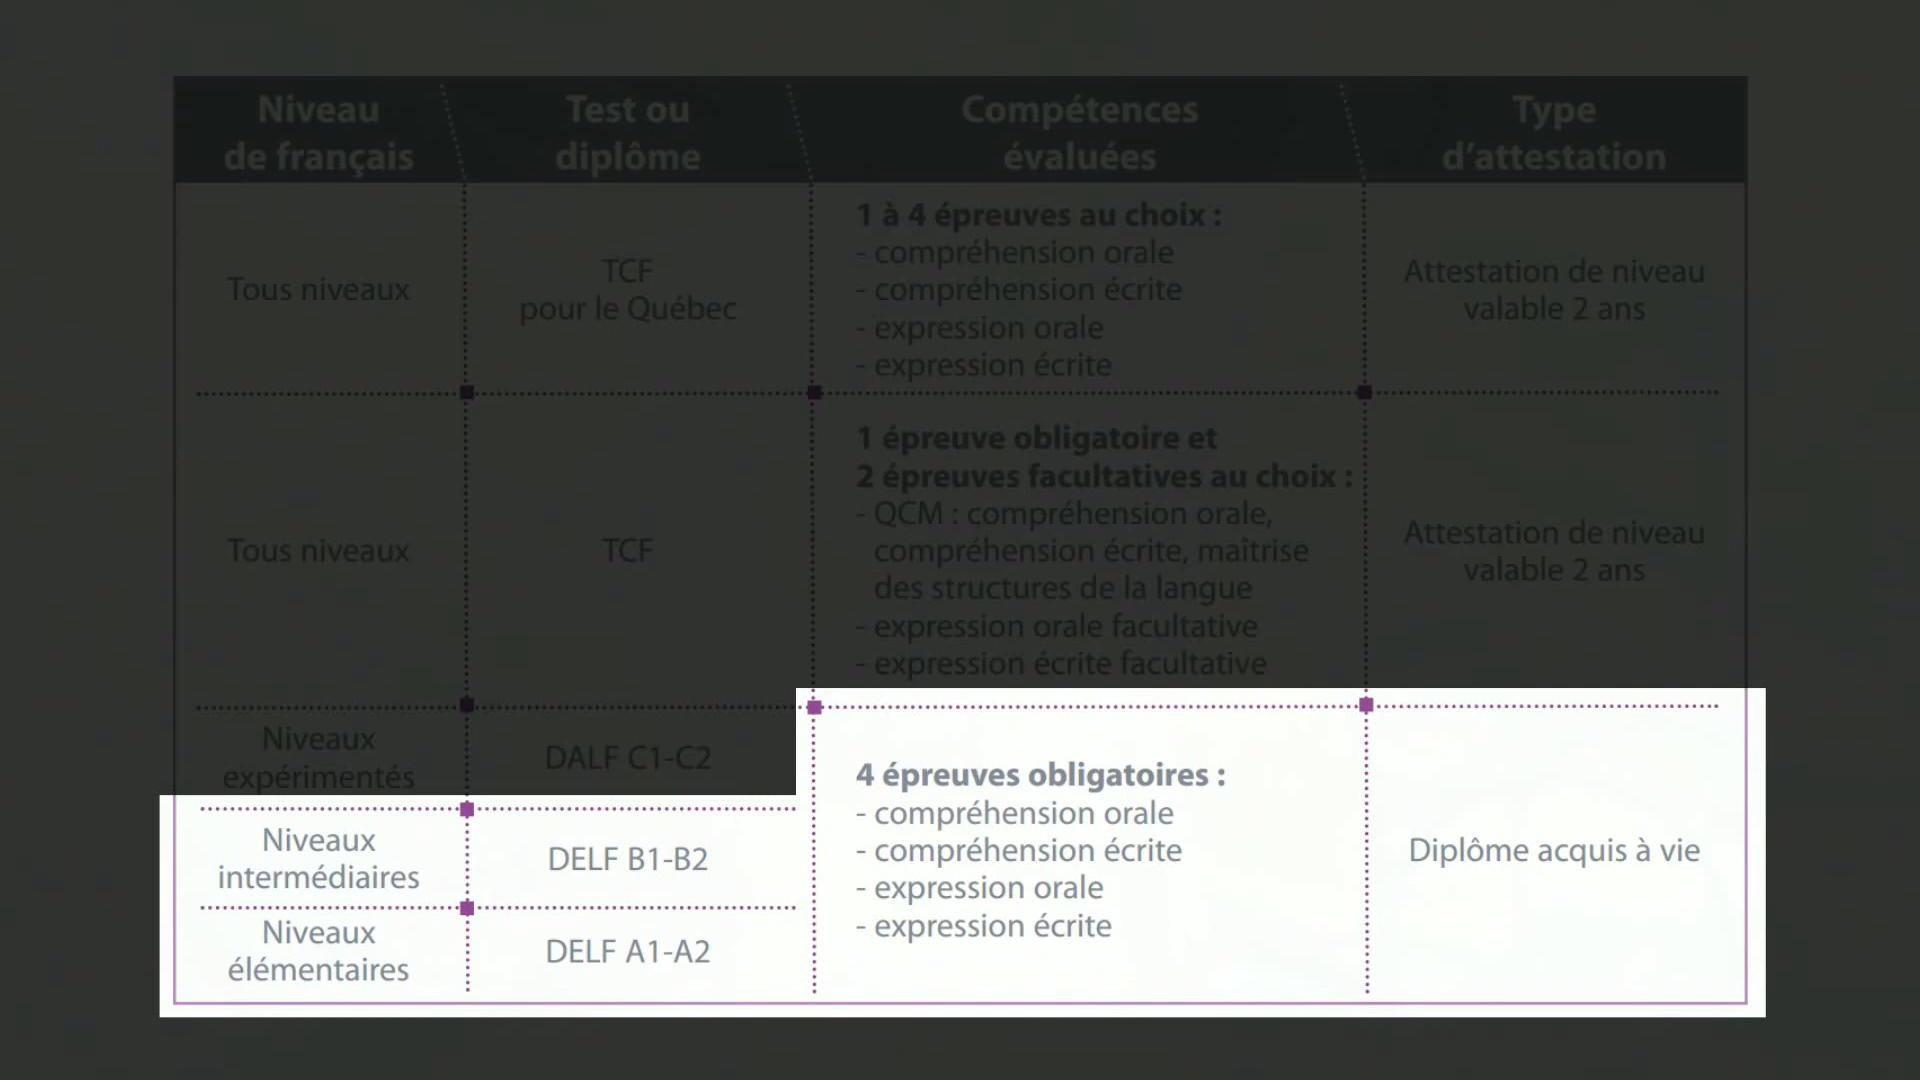 Niveau
de français
Test ou
diplôme
Compétences
évaluées
Type
d'attestation
Tous niveaux
TCF
pour le Québec
1 à 4 épreuves au choix :
- compréhension orale
- compréhension écrite
- expression orale
- expression écrite
Attestation de niveau
valable 2 ans
Tous niveaux
TCF
1 épreuve obligatoire et
2 épreuves facultatives au choix :
- QCM : compréhension orale,
compréhension écrite, maîtrise
des structures de la langue
- expression orale facultative
- expression écrite facultative
Attestation de niveau
valable 2 ans
Niveaux
expérimentés
DALF C1-C2
Niveaux
intermédiaires
DELF B1-B2
Niveaux
élémentaires
DELF A1-A2
4 épreuves obligatoires :
- compréhension orale
- compréhension écrite
- expression orale
- expression écrite
Diplôme acquis à vie